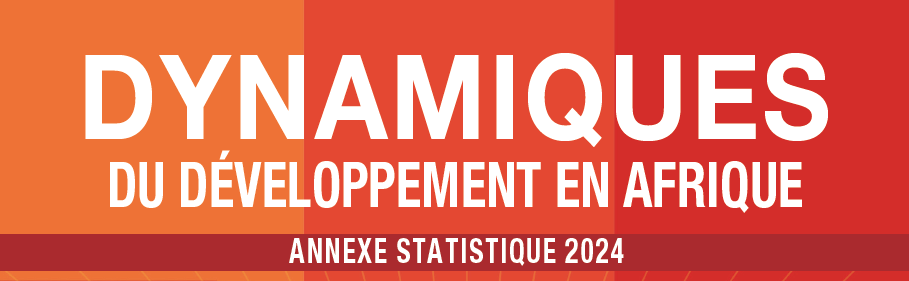 DYNAMIQUES
DU DÉVELOPPEMENT EN AFRIQUE
ANNEXE STATISTIQUE 2024